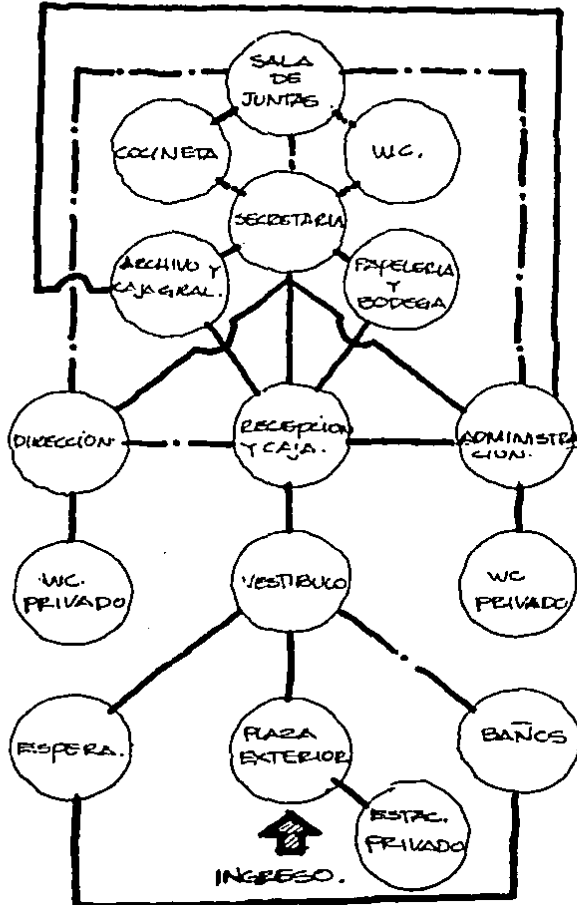 SALA
DE
JUNTAS.
COCINETA
W.C.
SECRETARIA
ARCHIVO Y
CAJA GRAL.
PAPELERIA
Y
BODEGA
DIRECCION
RECEPCION
Y CAJA.
ADMINISTRA
CION.
WC.
PRIVADO
VESTIBULO
WC
PRIVADO
ESPERA.
PLAZA
EXTERIOR
BAÑOS
ESTAC.
PRIVADO
INGRESO.